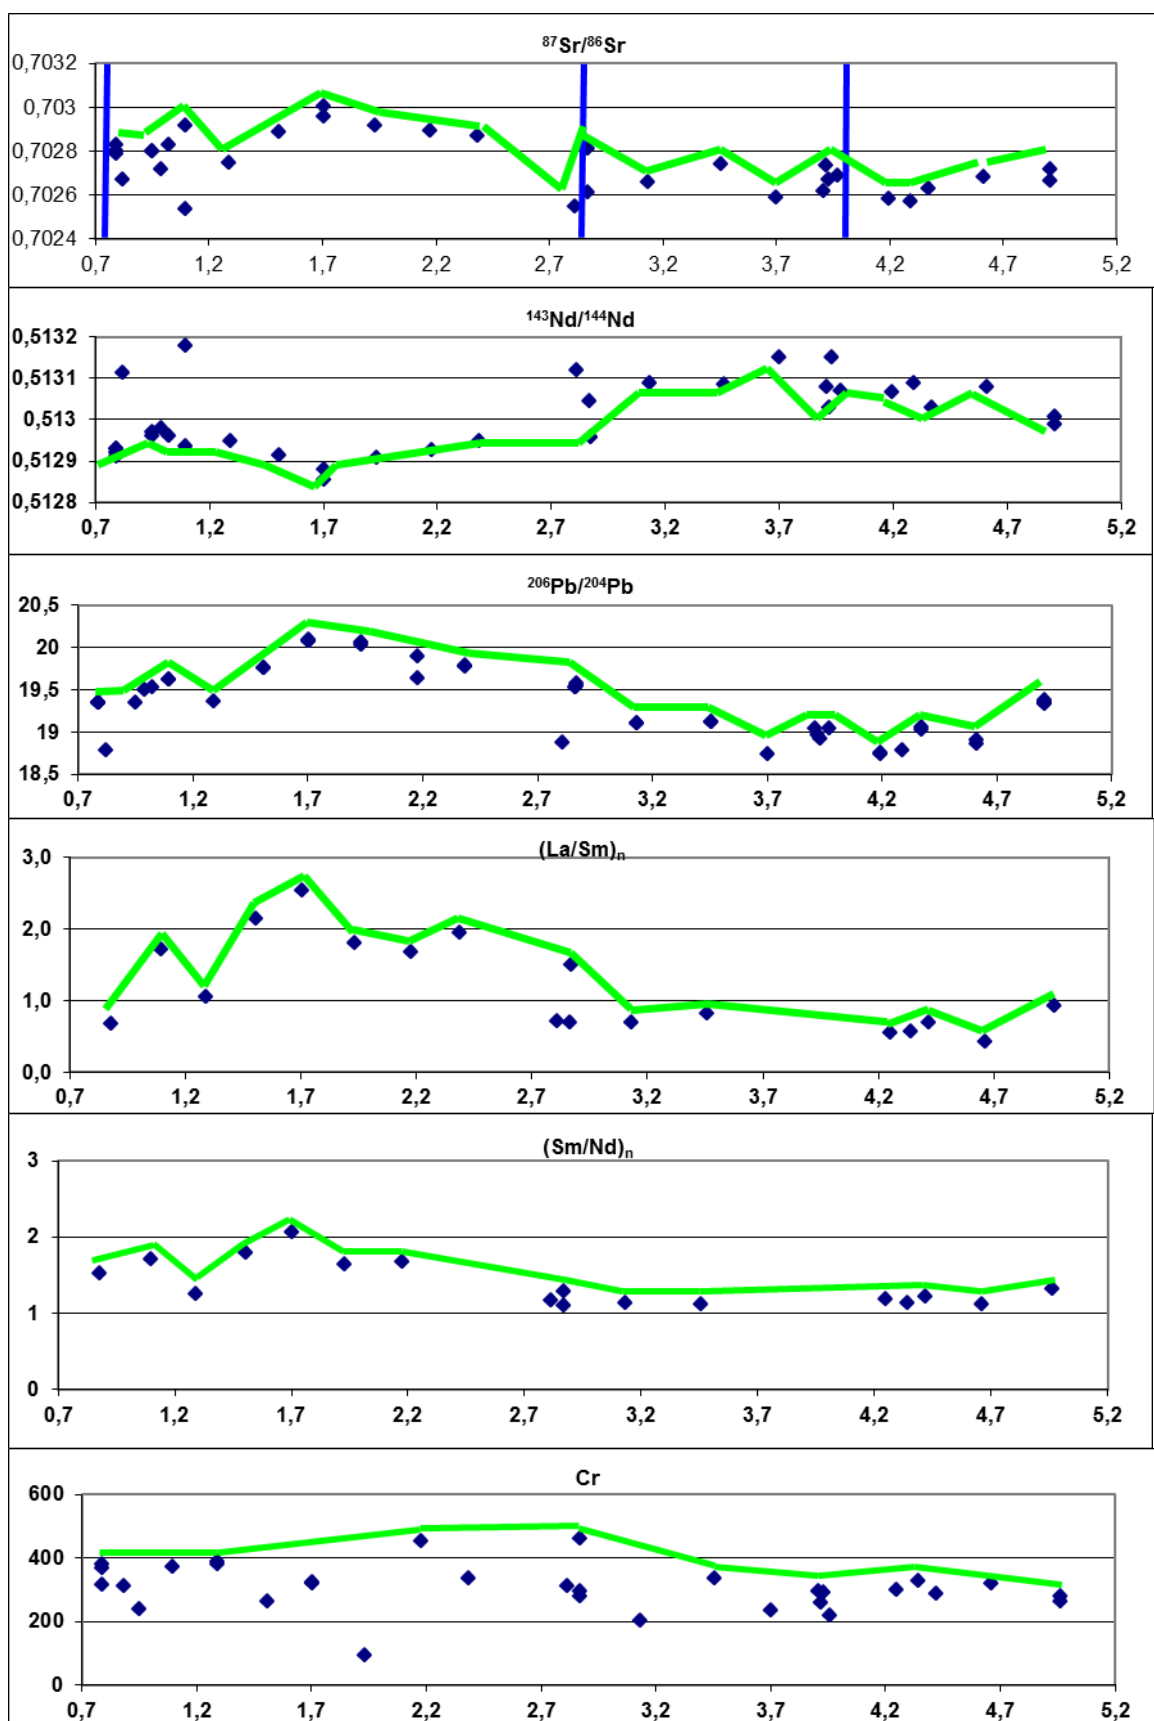 ⁸⁷Sr/⁸⁶Sr
0,7032
0,703
0,7028
0,7026
0,7024
0,7 1,2 1,7 2,2 2,7 3,2 3,7 4,2 4,7 5,2
¹⁴³Nd/¹⁴⁴Nd
0,5132
0,5131
0,513
0,5129
0,5128
0,7 1,2 1,7 2,2 2,7 3,2 3,7 4,2 4,7 5,2
²⁰⁶Pb/²⁰⁴Pb
20,5
20
19,5
19
18,5
0,7 1,2 1,7 2,2 2,7 3,2 3,7 4,2 4,7 5,2
(La/Sm)ₙ
3,0
2,0
1,0
0,0
0,7 1,2 1,7 2,2 2,7 3,2 3,7 4,2 4,7 5,2
(Sm/Nd)ₙ
3
2
1
0
0,7 1,2 1,7 2,2 2,7 3,2 3,7 4,2 4,7 5,2
Cr
600
400
200
0
0,7 1,2 1,7 2,2 2,7 3,2 3,7 4,2 4,7 5,2